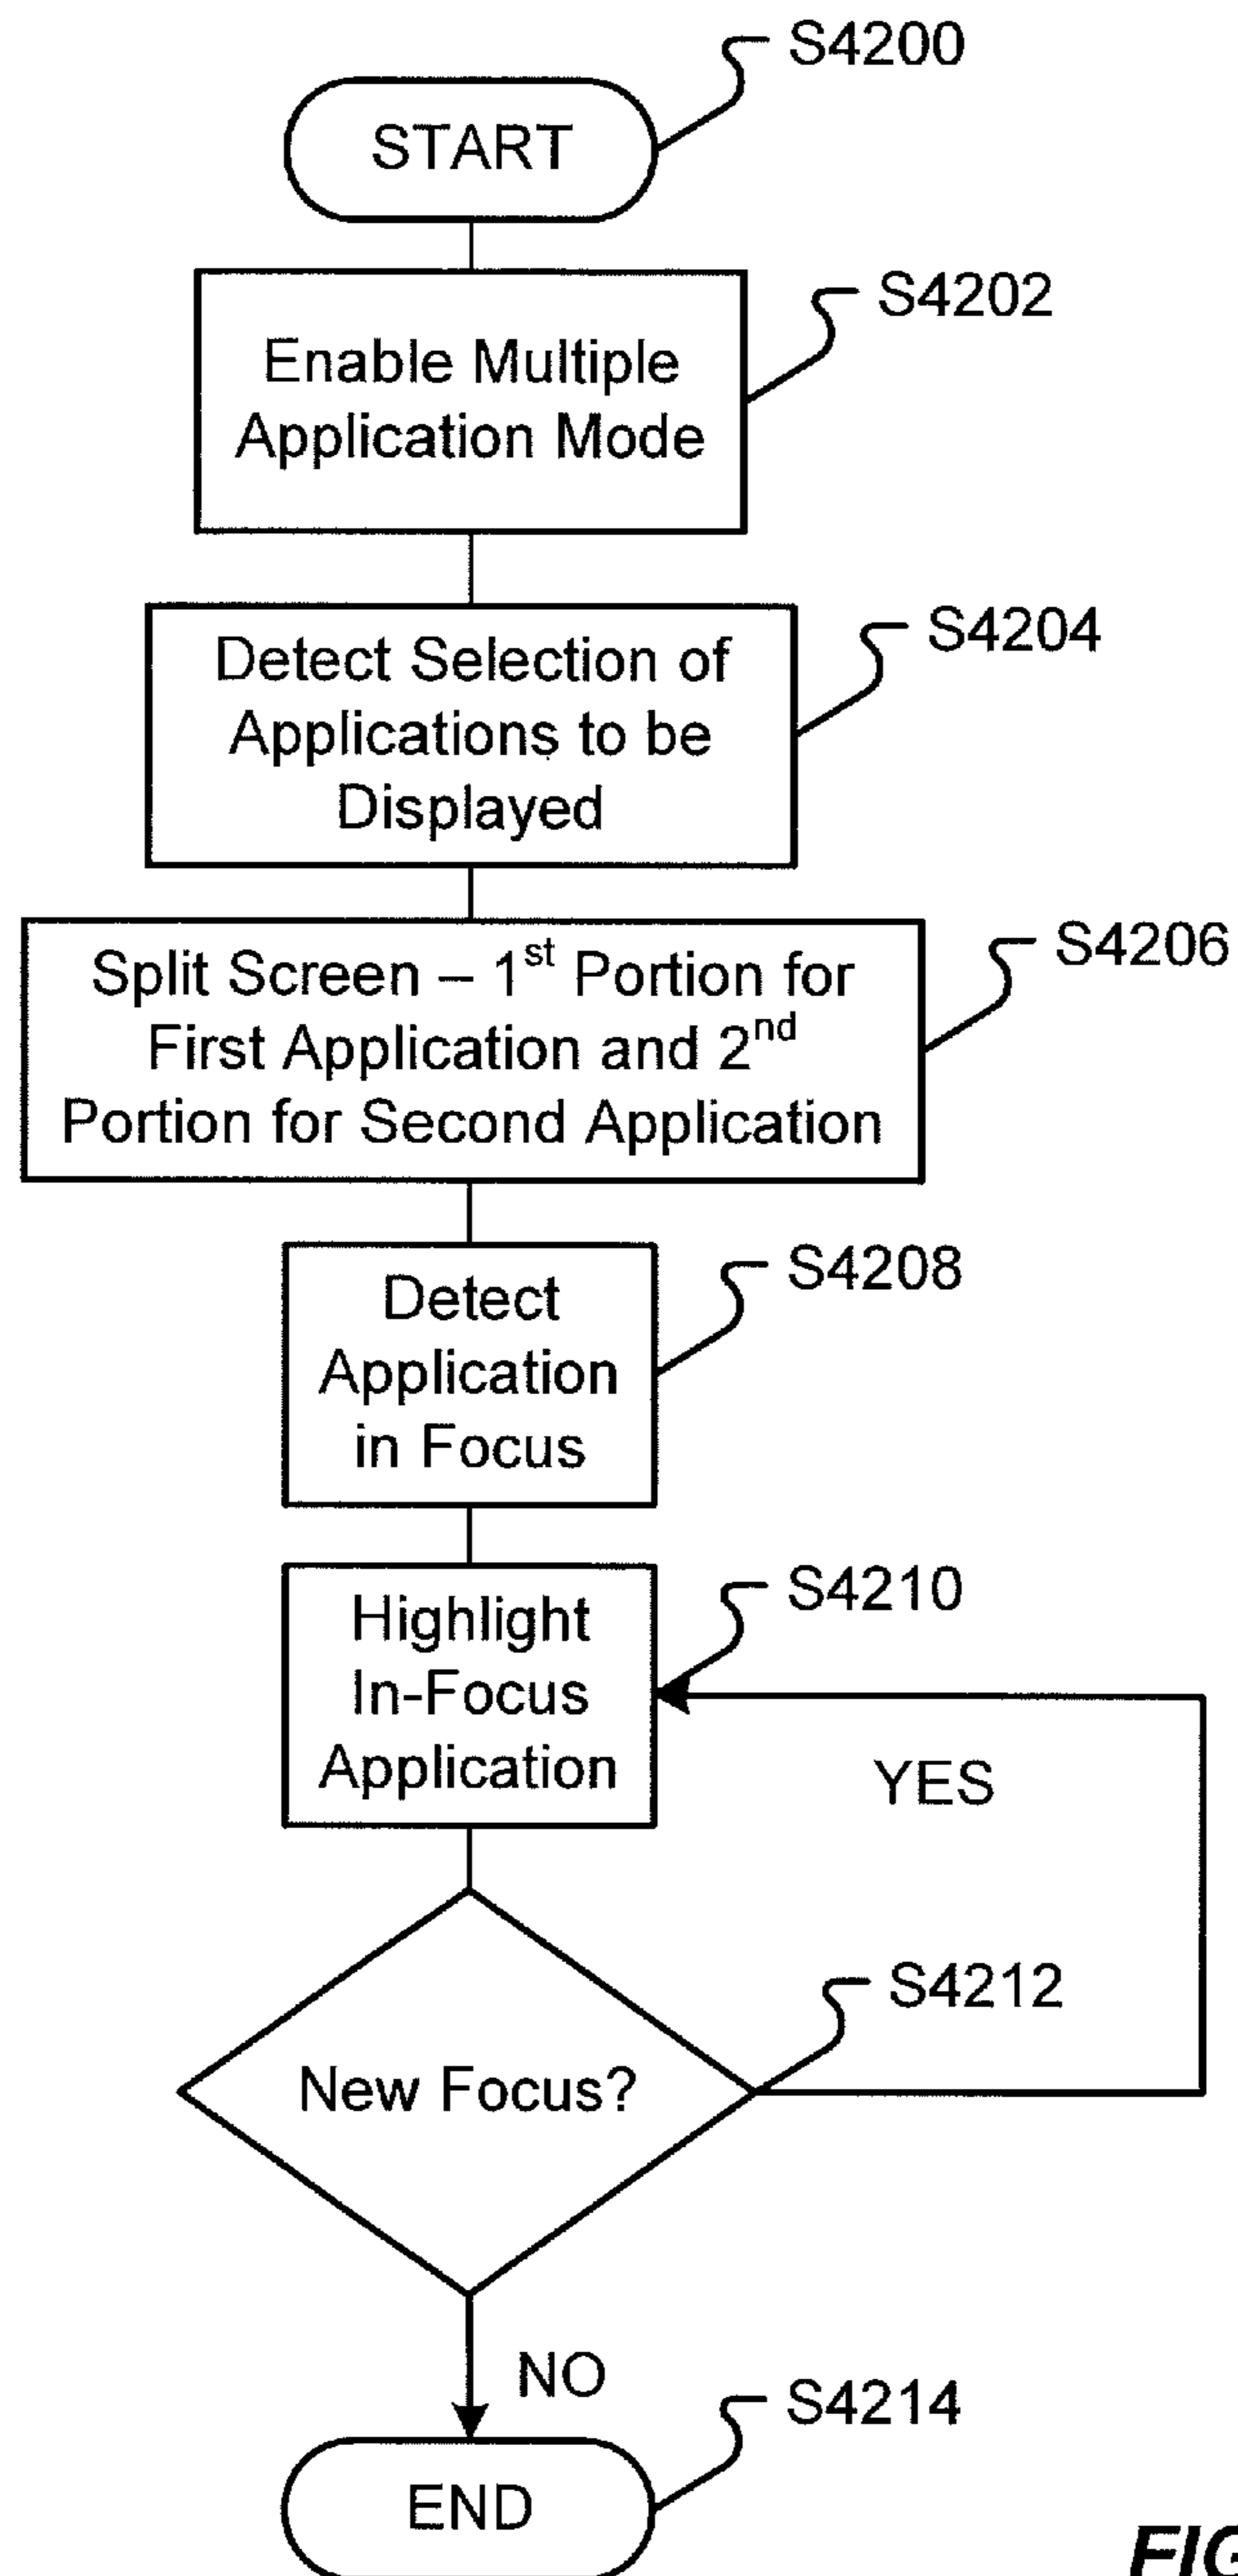 S4200
START
S4202
Enable Multiple
Application Mode
S4204
Detect Selection of
Applications to be
Displayed
S4206
Split Screen – 1st Portion for
First Application and 2nd
Portion for Second Application
S4208
Detect
Application
in Focus
S4210
Highlight
In-Focus
Application
YES
S4212
New Focus?
NO
S4214
END